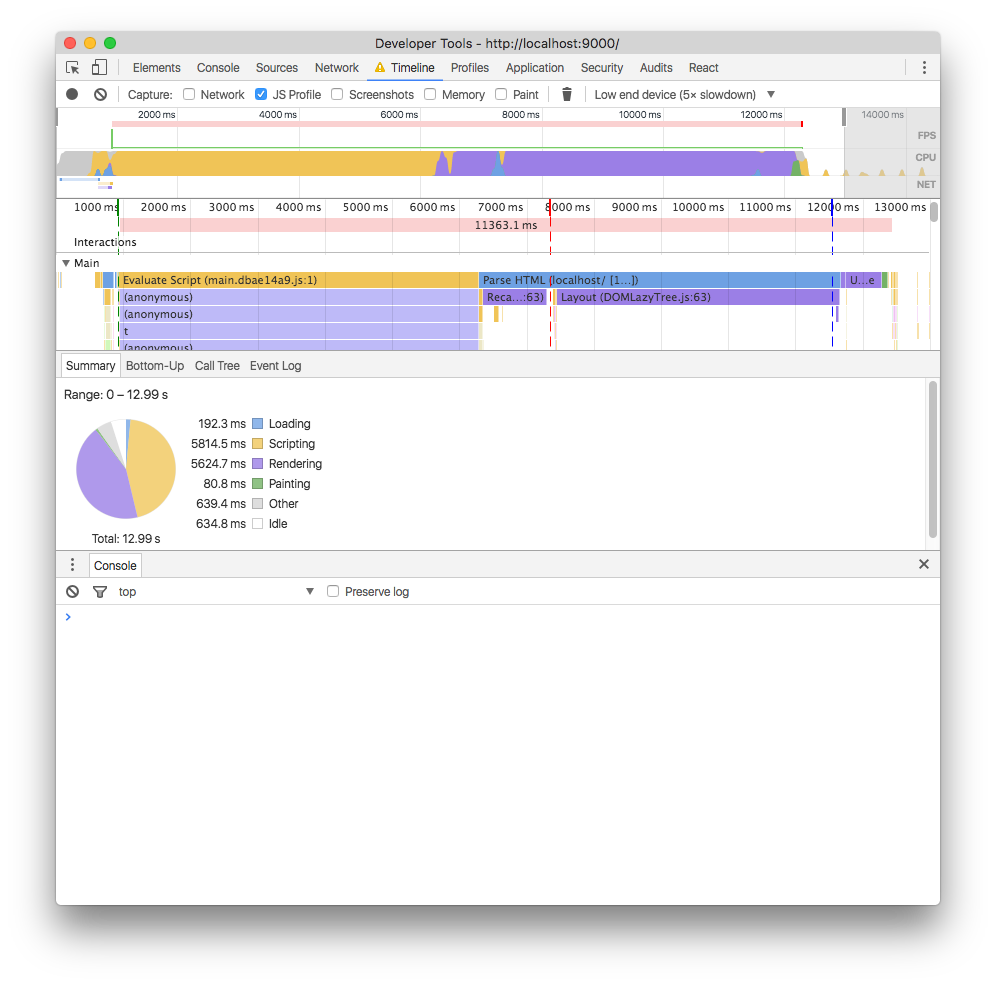 Developer Tools - http://localhost:9000/
Elements Console Sources Network Timeline Profiles Application Security Audits React
Capture: Network JS Profile Screenshots Memory Paint Low end device (5× slowdown) ▼
2000 ms 4000 ms 6000 ms 8000 ms 10000 ms 12000 ms 14000 ms
FPS
CPU
NET
1000 ms 2000 ms 3000 ms 4000 ms 5000 ms 6000 ms 7000 ms 8000 ms 9000 ms 10000 ms 11000 ms 12000 ms 13000 ms
11363.1 ms
Interactions
▼ Main
Evaluate Script (main.dbae14a9.js:1) Parse HTML (localhost/ [1...]) U...e
(anonymous) Reca...:63) Layout (DOMLazyTree.js:63)
(anonymous)
t
(anonymous)
Summary Bottom-Up Call Tree Event Log
Range: 0 – 12.99 s
192.3 ms Loading
5814.5 ms Scripting
5624.7 ms Rendering
80.8 ms Painting
639.4 ms Other
634.8 ms Idle
Total: 12.99 s
Console
top ▼ Preserve log